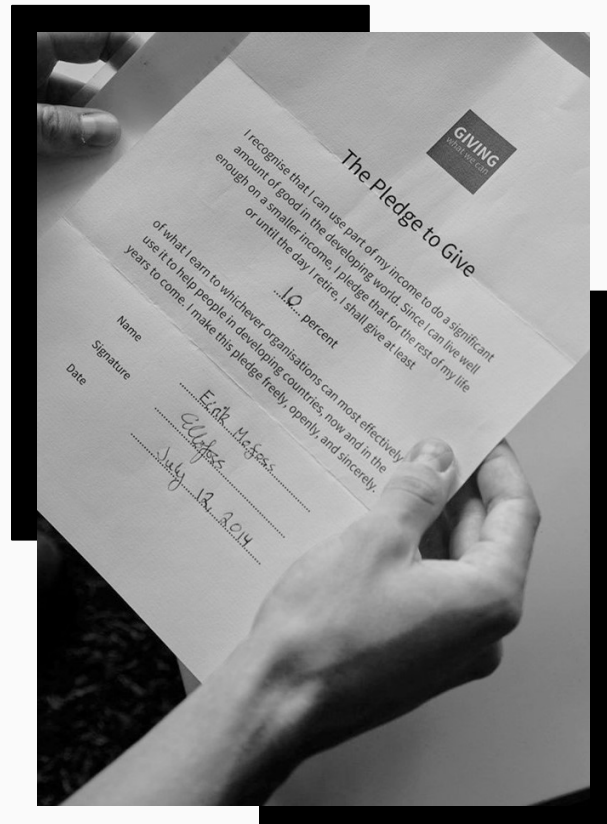 GIVING
what we can
The Pledge to Give
I recognise that I can use part of my income to do a significant
amount of good in the developing world. Since I can live well
enough on a smaller income, I pledge that for the rest of my life
or until the day I retire, I shall give at least
10 percent
of what I earn to whichever organisations can most effectively
use it to help people in developing countries, now and in the
years to come. I make this pledge freely, openly, and sincerely.
Name Eirik Mofoss
Signature
Date July 12, 2014